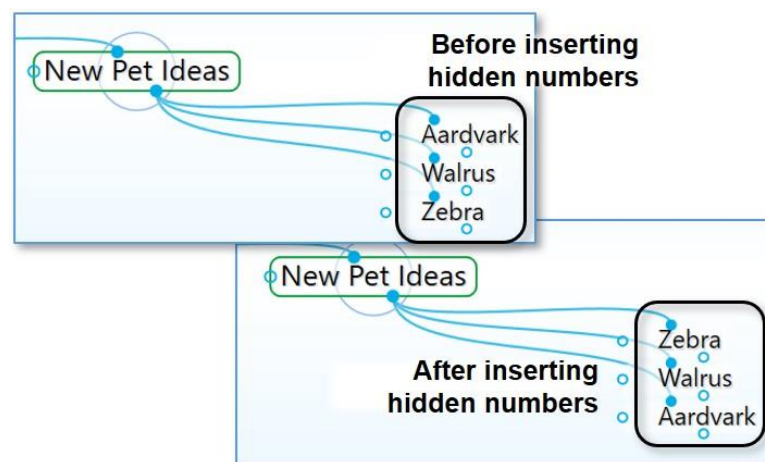 Before inserting
hidden numbers
New Pet Ideas
Aardvark
Walrus
Zebra
New Pet Ideas
Zebra
Walrus
Aardvark
After inserting
hidden numbers